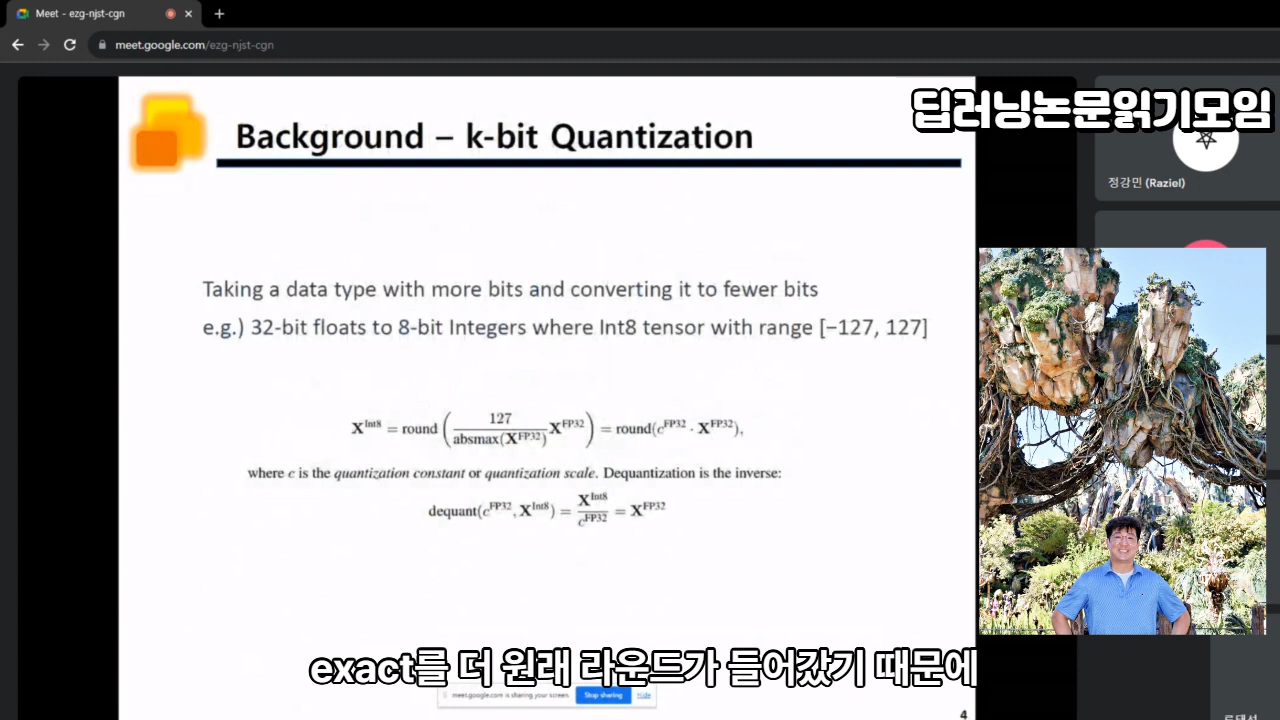 Meet - ezg-njst-cgn
meet.google.com/ezg-njst-cgn
딥러닝논문읽기모임
Background – k-bit Quantization
정강민 (Raziel)
Taking a data type with more bits and converting it to fewer bits
e.g.) 32-bit floats to 8-bit Integers where Int8 tensor with range [−127, 127]
X^Int8 = round(127/absmax(X^FP32) X^FP32) = round(c^FP32 · X^FP32),
where c is the quantization constant or quantization scale. Dequantization is the inverse:
dequant(c^FP32, X^Int8) = X^Int8/c^FP32 = X^FP32
exact를 더 원래 라운드가 들어갔기 때문에
meet.google.com is sharing your screen. Stop sharing Hide
4